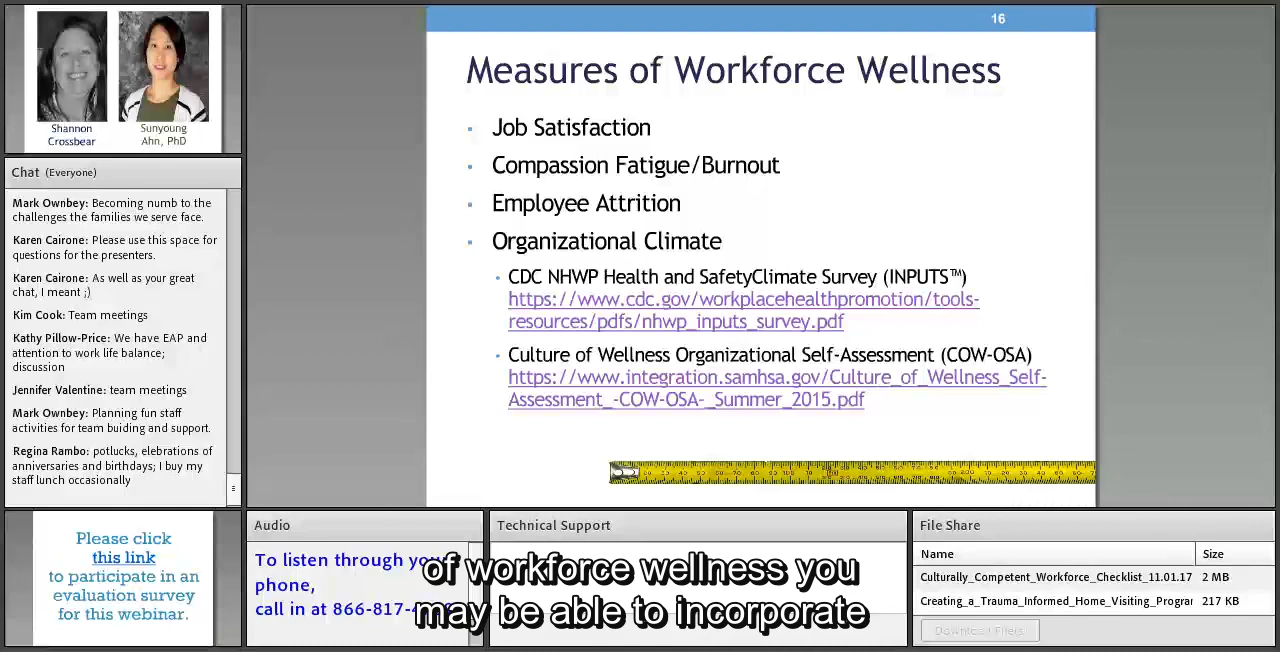 Shannon
Crossbear
Sunyoung
Ahn, PhD
Chat (Everyone)
Mark Ownbey: Becoming numb to the
challenges the families we serve face.
Karen Cairone: Please use this space for
questions for the presenters.
Karen Cairone: As well as your great
chat, I meant ;)
Kim Cook: Team meetings
Kathy Pillow-Price: We have EAP and
attention to work life balance;
discussion
Jennifer Valentine: team meetings
Mark Ownbey: Planning fun staff
activities for team buiding and support.
Regina Rambo: potlucks, elebrations of
anniversaries and birthdays; I buy my
staff lunch occasionally
Please click
this link
to participate in an
evaluation survey
for this webinar.
16
Measures of Workforce Wellness
Job Satisfaction
Compassion Fatigue/Burnout
Employee Attrition
Organizational Climate
CDC NHWP Health and SafetyClimate Survey (INPUTS™)
https://www.cdc.gov/workplacehealthpromotion/tools-
resources/pdfs/nhwp_inputs_survey.pdf
Culture of Wellness Organizational Self-Assessment (COW-OSA)
https://www.integration.samhsa.gov/Culture_of_Wellness_Self-
Assessment_-COW-OSA-_Summer_2015.pdf
Audio
To listen through your
phone,
call in at 866-817-
Technical Support
of workforce wellness you
may be able to incorporate
File Share
Name Size
Culturally_Competent_Workforce_Checklist_11.01.17 2 MB
Creating_a_Trauma_Informed_Home_Visiting_Prograr 217 KB
Download File(s)